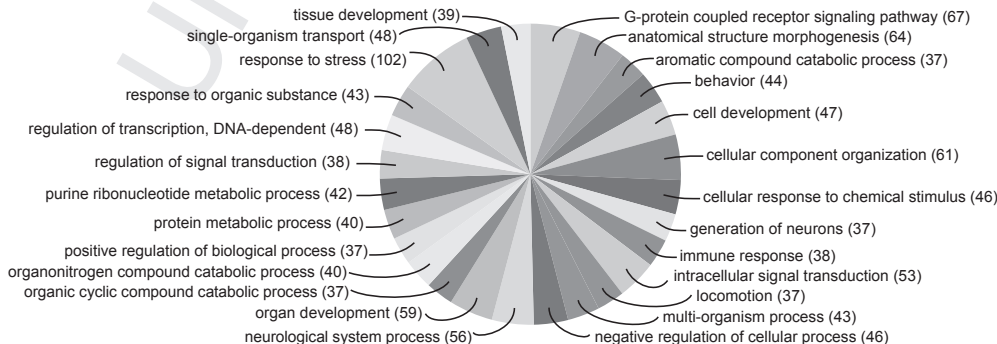 tissue development (39)
single-organism transport (48)
response to stress (102)
response to organic substance (43)
regulation of transcription, DNA-dependent (48)
regulation of signal transduction (38)
purine ribonucleotide metabolic process (42)
protein metabolic process (40)
positive regulation of biological process (37)
organonitrogen compound catabolic process (40)
organic cyclic compound catabolic process (37)
organ development (59)
neurological system process (56)
G-protein coupled receptor signaling pathway (67)
anatomical structure morphogenesis (64)
aromatic compound catabolic process (37)
behavior (44)
cell development (47)
cellular component organization (61)
cellular response to chemical stimulus (46)
generation of neurons (37)
immune response (38)
intracellular signal transduction (53)
locomotion (37)
multi-organism process (43)
negative regulation of cellular process (46)